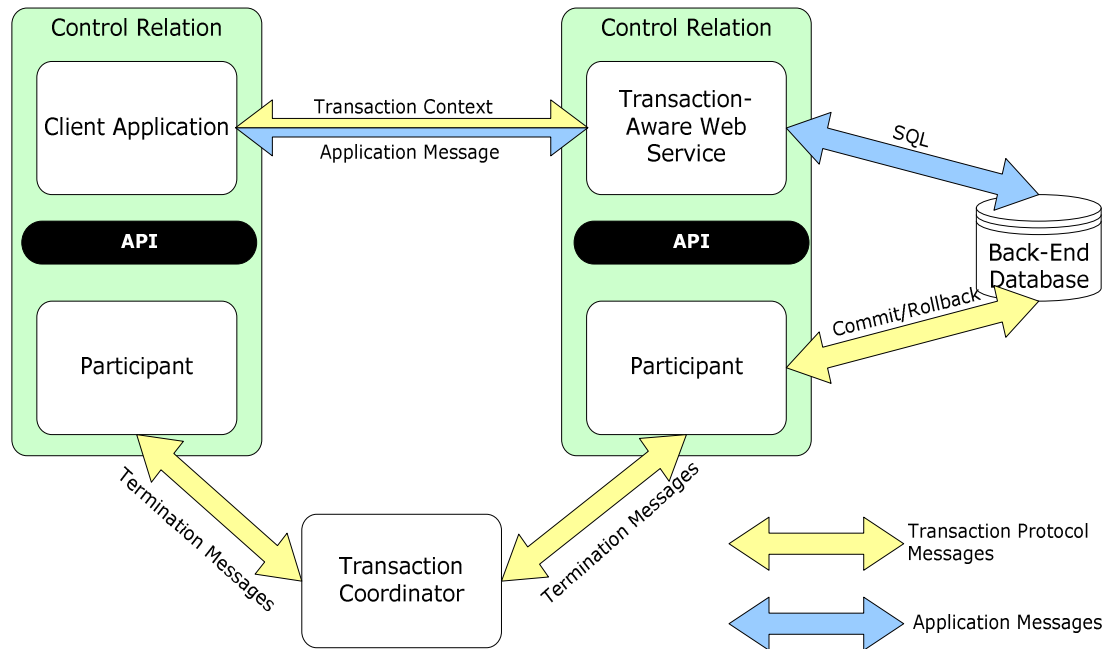 Control Relation
Control Relation
Client Application
Transaction Context
Application Message
Transaction-
Aware Web
Service
SQL
API
API
Back-End
Database
Commit/Rollback
Participant
Participant
Termination Messages
Termination Messages
Transaction
Coordinator
Transaction Protocol
Messages
Application Messages